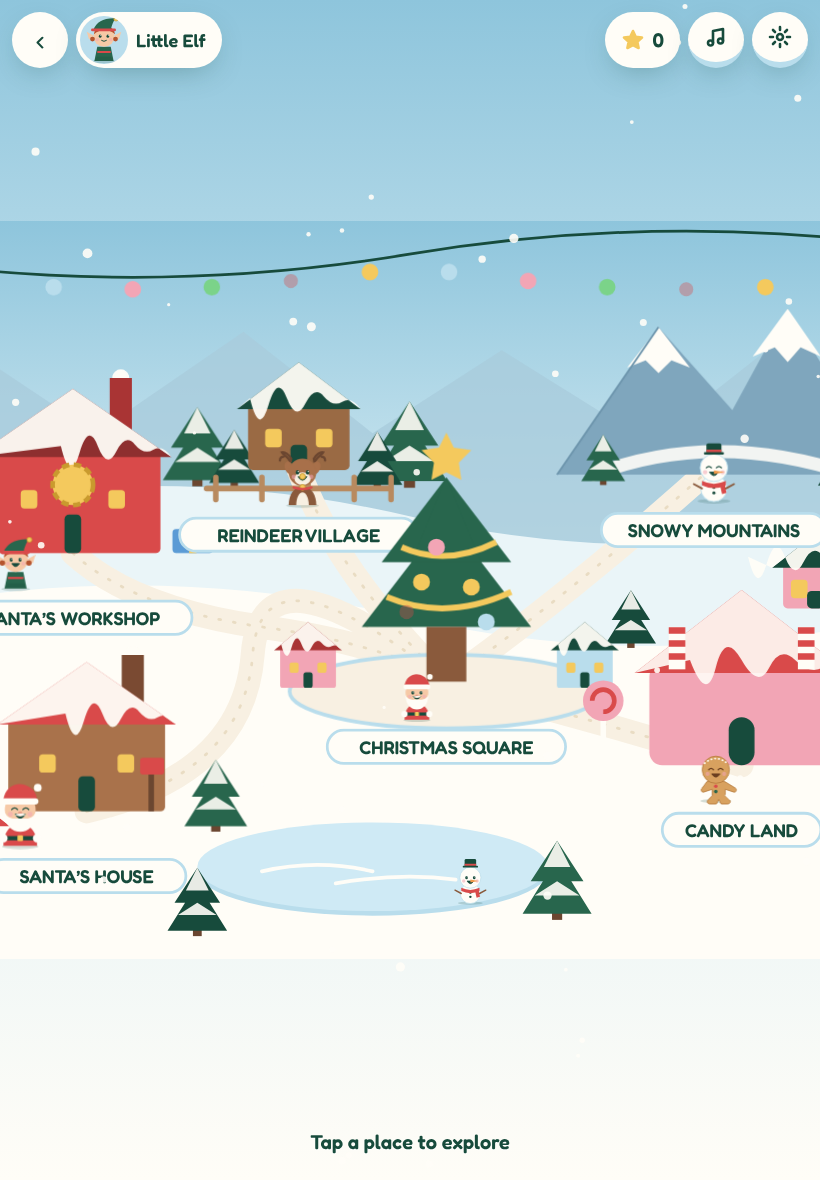 Little Elf
0
REINDEER VILLAGE
SNOWY MOUNTAINS
ANTA'S WORKSHOP
CHRISTMAS SQUARE
CANDY LAND
SANTA'S HOUSE
Tap a place to explore